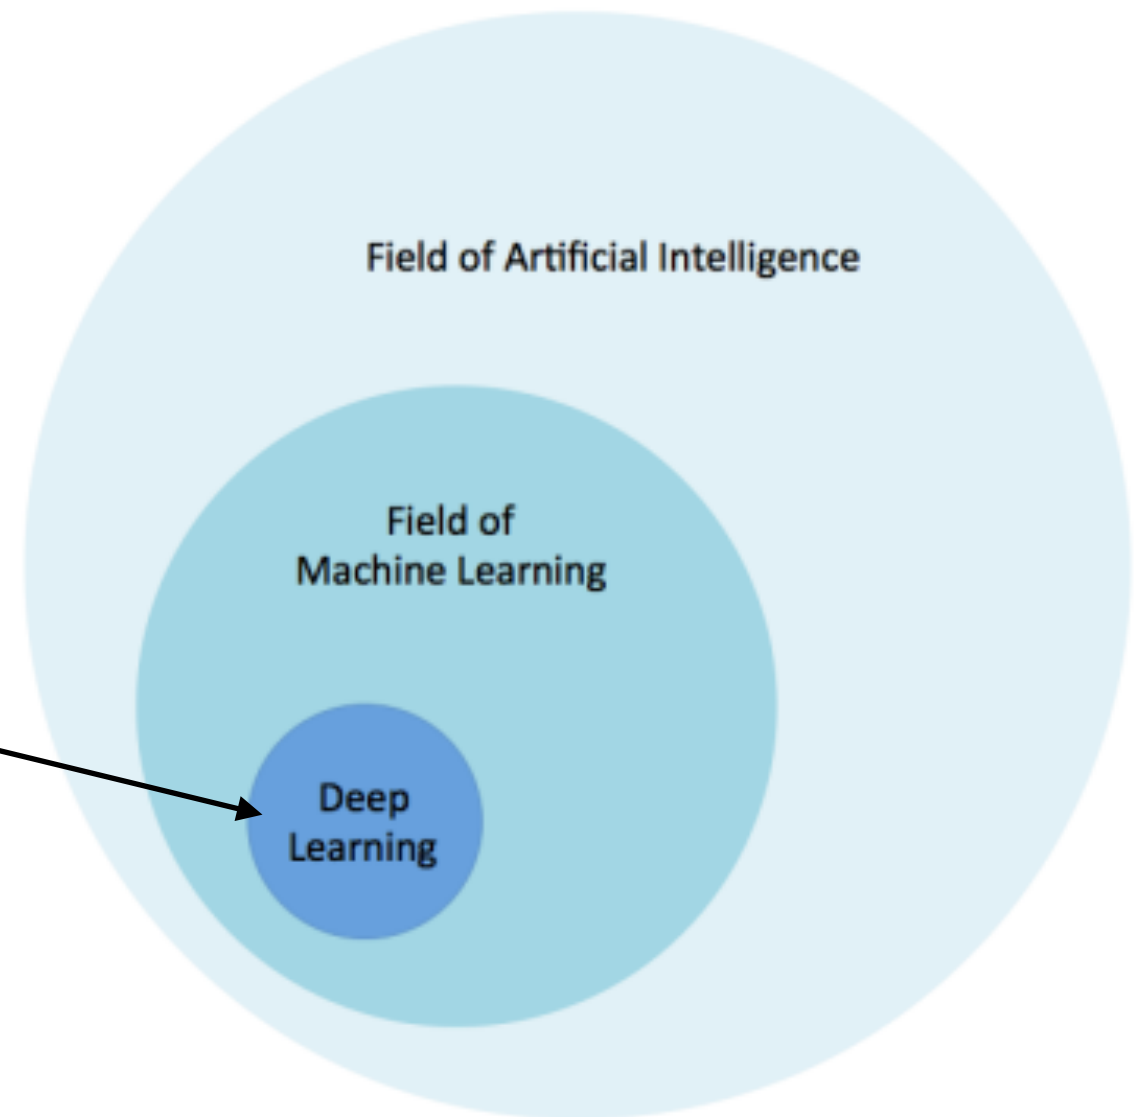 Field of Artificial Intelligence
Field of
Machine Learning
Deep
Learning